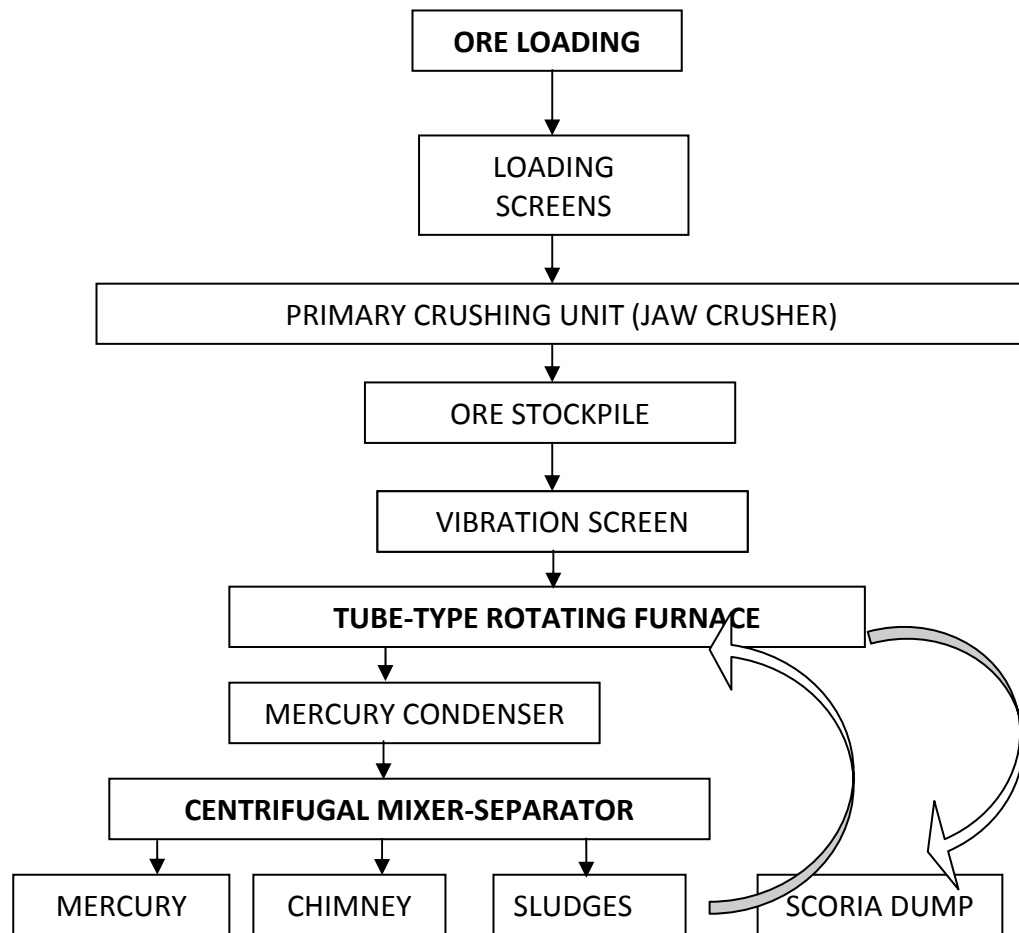 ORE LOADING
LOADING
SCREENS
PRIMARY CRUSHING UNIT (JAW CRUSHER)
ORE STOCKPILE
VIBRATION SCREEN
TUBE-TYPE ROTATING FURNACE
MERCURY CONDENSER
CENTRIFUGAL MIXER-SEPARATOR
MERCURY
CHIMNEY
SLUDGES
SCORIA DUMP